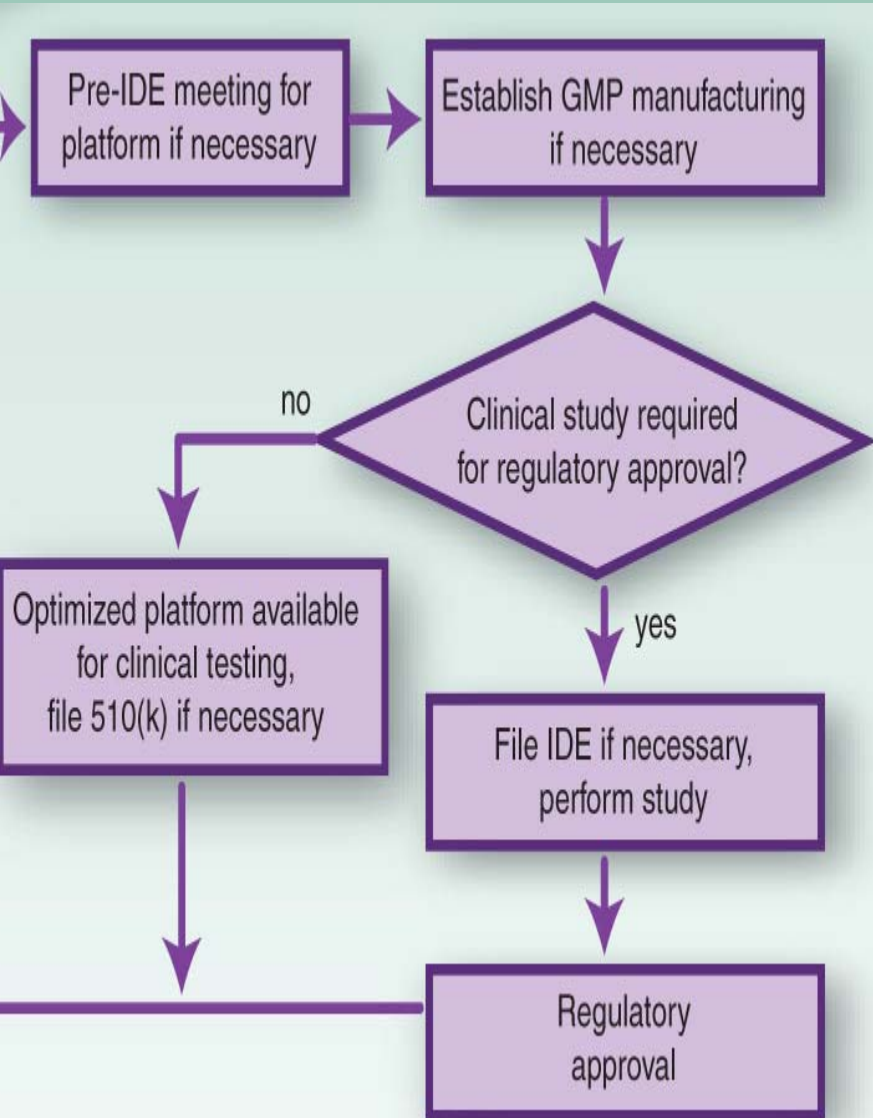 Pre-IDE meeting for
platform if necessary
Establish GMP manufacturing
if necessary
Clinical study required
for regulatory approval?
no
yes
Optimized platform available
for clinical testing,
file 510(k) if necessary
File IDE if necessary,
perform study
Regulatory
approval